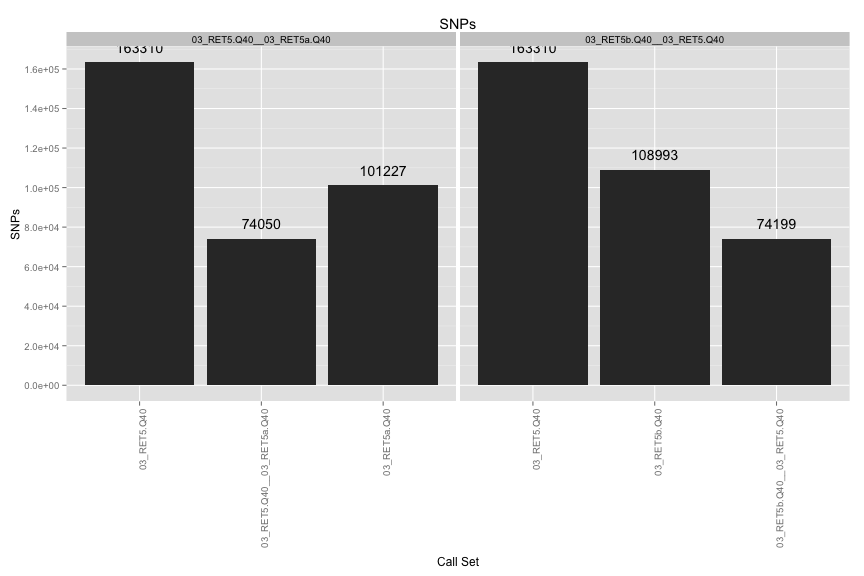 SNPs
03_RET5.Q40__03_RET5a.Q40
03_RET5b.Q40__03_RET5.Q40
163310
74050
101227
163310
108993
74199
SNPs
1.6e+05
1.4e+05
1.2e+05
1.0e+05
8.0e+04
6.0e+04
4.0e+04
2.0e+04
0.0e+00
03_RET5.Q40
03_RET5.Q40__03_RET5a.Q40
03_RET5a.Q40
03_RET5.Q40
03_RET5b.Q40
03_RET5b.Q40__03_RET5.Q40
Call Set